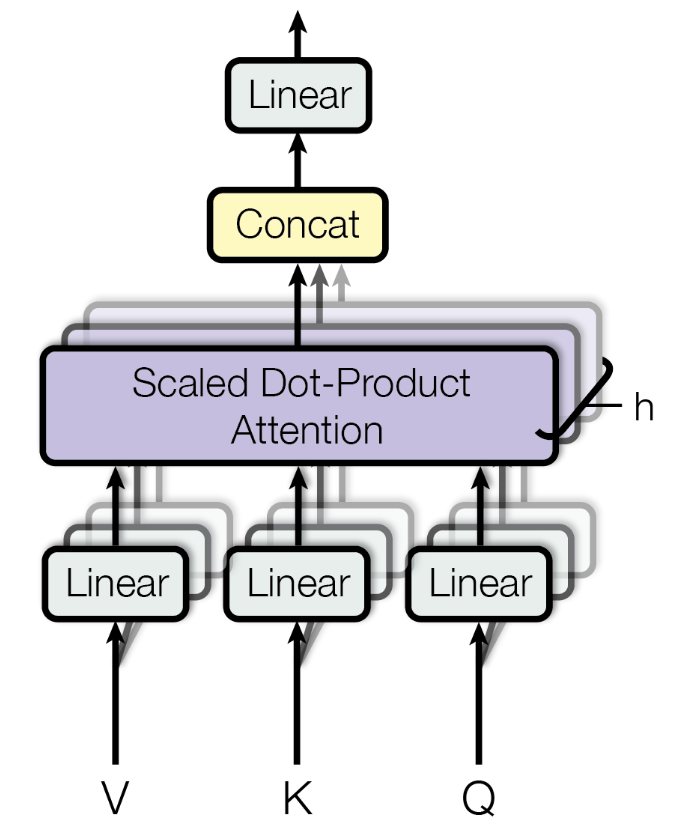 Linear
Concat
Scaled Dot-Product
Attention
h
Linear
Linear
Linear
V
K
Q